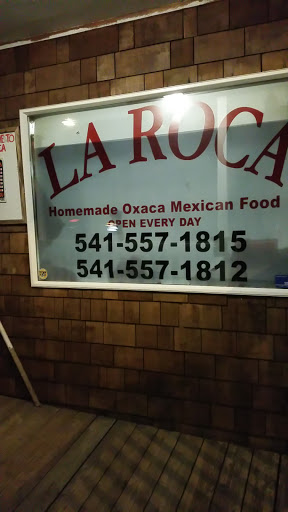 LA ROCA
Homemade Oxaca Mexican Food
OPEN EVERY DAY
541-557-1815
541-557-1812